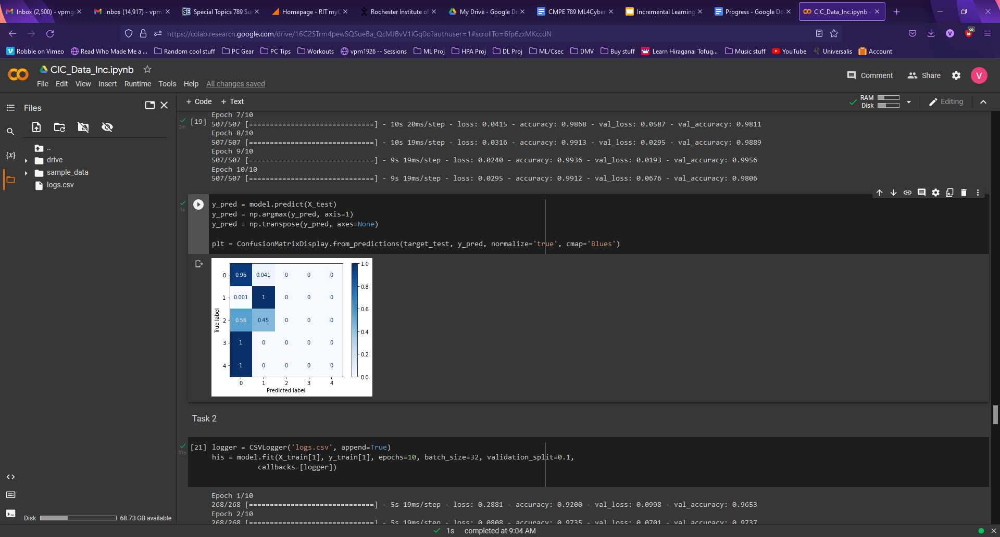 Inbox (2,500) - vpmg
Inbox (14,917) - vpm1
Special Topics 789 Su
Homepage - RIT myC
Rochester Institute of
My Drive - Google Dr
CMPE 789 ML4Cyber
Incremental Learning
Progress - Google Do
CIC_Data_Inc.ipynb -
https://colab.research.google.com/drive/16C2STrm4pewSQSueBa_QcMJBvV1IGq0o?authuser=1#scrollTo=6fp6zxMKccdN
Robbie on Vimeo
Read Who Made Me a ...
Random cool stuff
PC Gear
PC Tips
Workouts
vpm1926 -- Sessions
ML Proj
HPA Proj
DL Proj
ML/Csec
DMV
Buy stuff
Learn Hiragana: Tofug...
Music stuff
YouTube
Universalis
Account
CIC_Data_Inc.ipynb
File Edit View Insert Runtime Tools Help All changes saved
Comment
Share
V
Files
+ Code + Text
RAM
Disk
Editing
..
drive
sample_data
logs.csv
Epoch 7/10
[19] 507/507 [==============================] - 10s 20ms/step - loss: 0.0415 - accuracy: 0.9868 - val_loss: 0.0587 - val_accuracy: 0.9811
2m
Epoch 8/10
507/507 [==============================] - 10s 19ms/step - loss: 0.0316 - accuracy: 0.9913 - val_loss: 0.0295 - val_accuracy: 0.9889
Epoch 9/10
507/507 [==============================] - 9s 19ms/step - loss: 0.0240 - accuracy: 0.9936 - val_loss: 0.0193 - val_accuracy: 0.9956
Epoch 10/10
507/507 [==============================] - 9s 19ms/step - loss: 0.0295 - accuracy: 0.9912 - val_loss: 0.0676 - val_accuracy: 0.9806
1s
y_pred = model.predict(X_test)
y_pred = np.argmax(y_pred, axis=1)
y_pred = np.transpose(y_pred, axes=None)
plt = ConfusionMatrixDisplay.from_predictions(target_test, y_pred, normalize='true', cmap='Blues')
0 0.96 0.041 0 0 0
1 0.001 1 0 0 0
2 0.56 0.45 0 0 0
3 1 0 0 0 0
4 1 0 0 0 0
0 1 2 3 4
Predicted label
True label
1.0
0.8
0.6
0.4
0.2
0.0
Task 2
[21] logger = CSVLogger('logs.csv', append=True)
51s
his = model.fit(X_train[1], y_train[1], epochs=10, batch_size=32, validation_split=0.1,
callbacks=[logger])
Epoch 1/10
268/268 [==============================] - 5s 19ms/step - loss: 0.2881 - accuracy: 0.9200 - val_loss: 0.0998 - val_accuracy: 0.9653
Epoch 2/10
268/268 [==============================] - 5s 19ms/step - loss: 0.0808 - accuracy: 0.9735 - val_loss: 0.0701 - val_accuracy: 0.9737
Disk 68.73 GB available
1s completed at 9:04 AM